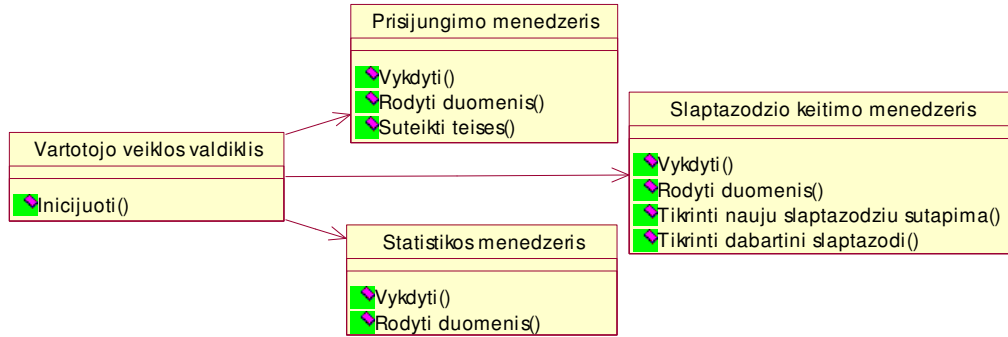 Prisijungimo menedzeris
Vykdyti()
Rodyti duomenis()
Suteikti teises()
Vartotojo veiklos valdiklis
Inicijuoti()
Slaptazodzio keitimo menedzeris
Vykdyti()
Rodyti duomenis()
Tikrinti nauju slaptazodziu sutapima()
Tikrinti dabartini slaptazodi()
Statistikos menedzeris
Vykdyti()
Rodyti duomenis()